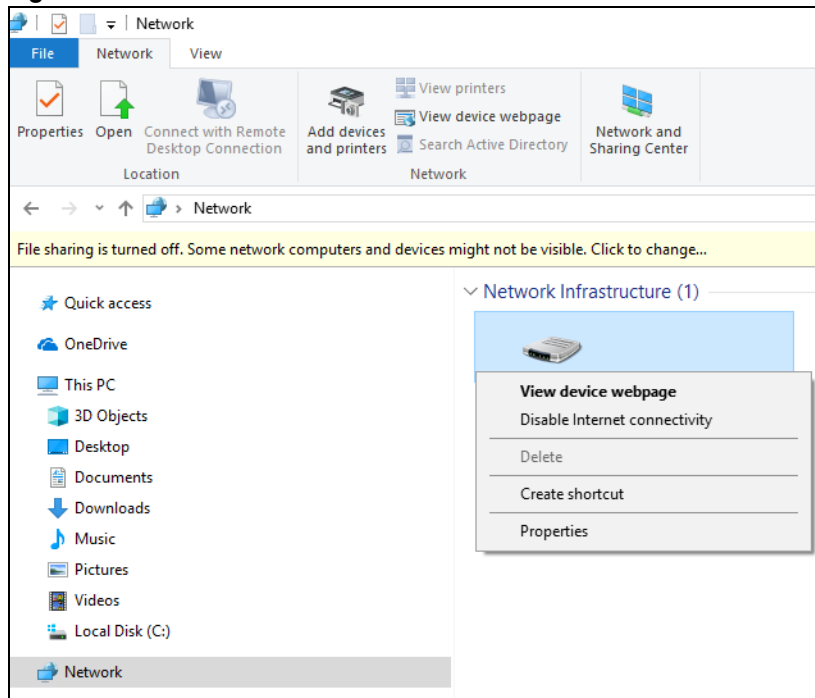 Network
File Network View
Properties Open Connect with Remote Desktop Connection
Add devices and printers
View printers
View device webpage
Search Active Directory
Network and Sharing Center
Location Network
Network
File sharing is turned off. Some network computers and devices might not be visible. Click to change...
Quick access
OneDrive
This PC
3D Objects
Desktop
Documents
Downloads
Music
Pictures
Videos
Local Disk (C:)
Network
Network Infrastructure (1)
View device webpage
Disable Internet connectivity
Delete
Create shortcut
Properties